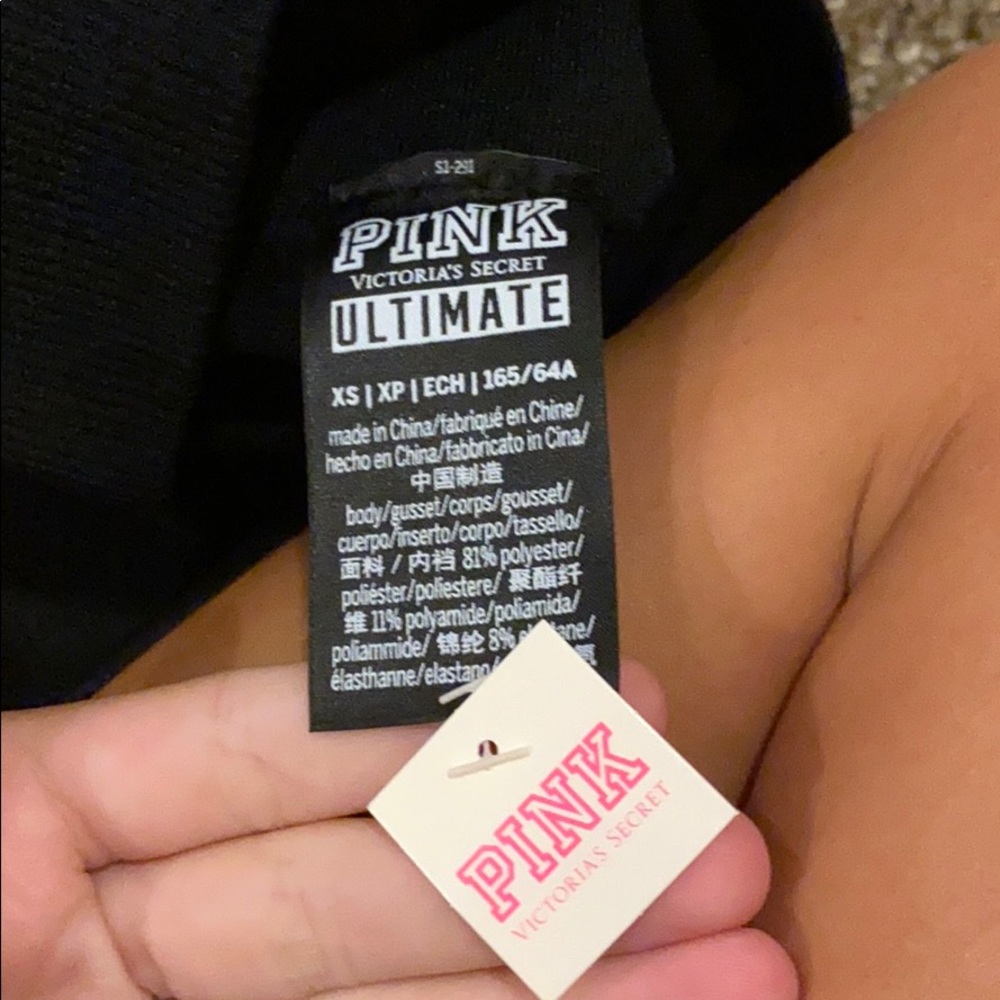 S1-291
PINK
VICTORIA'S SECRET
ULTIMATE
XS | XP | ECH | 165/64A
made in China/fabriqué en Chine/
hecho en China/fabbricato in Cina/
中国制造
body/gusset/corps/gousset/
cuerpo/inserto/corpo/tassello/
面料 / 内裆 81% polyester/
poliéster/poliestere/ 聚酯纤
维 11% polyamide/poliamida/
poliammide/ 锦纶 8%
élasthanne/elastano/ 氨
PINK
VICTORIA'S SECRET